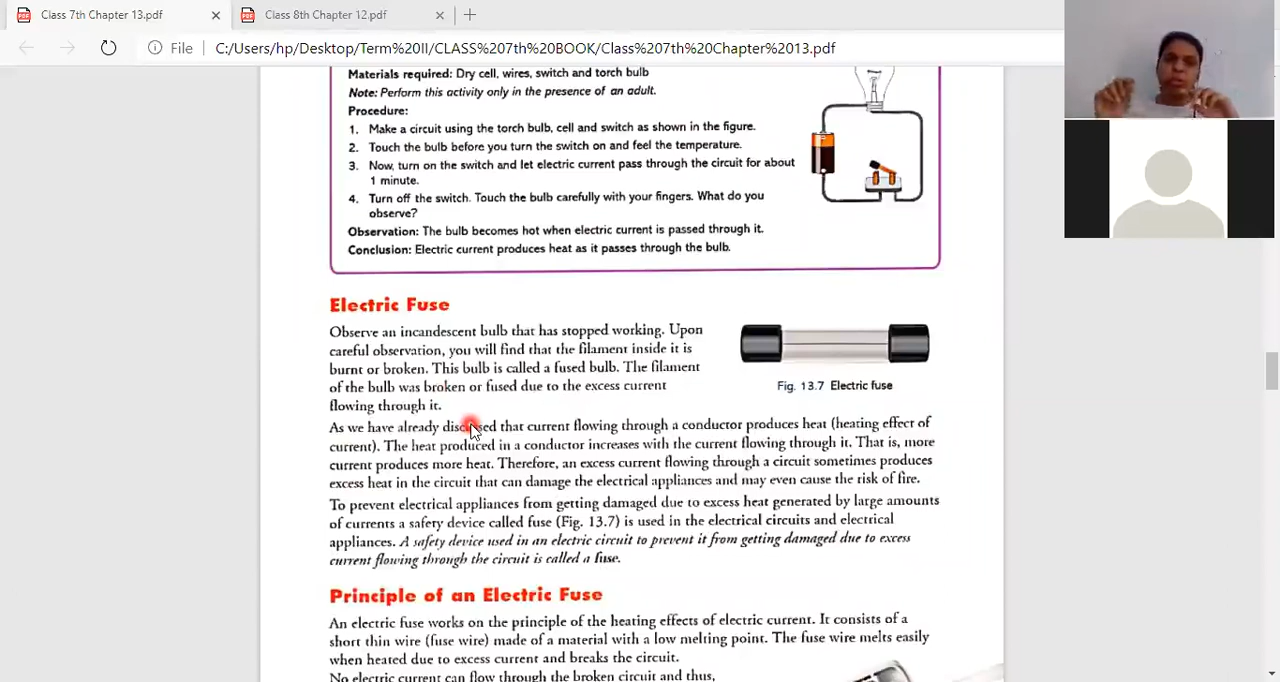 Class 7th Chapter 13.pdf
Class 8th Chapter 12.pdf
File
C:/Users/hp/Desktop/Term%20II/CLASS%207th%20BOOK/Class%207th%20Chapter%2013.pdf
Materials required: Dry cell, wires, switch and torch bulb
Note: Perform this activity only in the presence of an adult.
Procedure:
1. Make a circuit using the torch bulb, cell and switch as shown in the figure.
2. Touch the bulb before you turn the switch on and feel the temperature.
3. Now, turn on the switch and let electric current pass through the circuit for about
1 minute.
4. Turn off the switch. Touch the bulb carefully with your fingers. What do you
observe?
Observation: The bulb becomes hot when electric current is passed through it.
Conclusion: Electric current produces heat as it passes through the bulb.
Electric Fuse
Observe an incandescent bulb that has stopped working. Upon
careful observation, you will find that the filament inside it is
burnt or broken. This bulb is called a fused bulb. The filament
of the bulb was broken or fused due to the excess current
flowing through it.
Fig. 13.7 Electric fuse
As we have already discussed that current flowing through a conductor produces heat (heating effect of
current). The heat produced in a conductor increases with the current flowing through it. That is, more
current produces more heat. Therefore, an excess current flowing through a circuit sometimes produces
excess heat in the circuit that can damage the electrical appliances and may even cause the risk of fire.
To prevent electrical appliances from getting damaged due to excess heat generated by large amounts
of currents a safety device called fuse (Fig. 13.7) is used in the electrical circuits and electrical
appliances. A safety device used in an electric circuit to prevent it from getting damaged due to excess
current flowing through the circuit is called a fuse.
Principle of an Electric Fuse
An electric fuse works on the principle of the heating effects of electric current. It consists of a
short thin wire (fuse wire) made of a material with a low melting point. The fuse wire melts easily
when heated due to excess current and breaks the circuit.
No electric current can flow through the broken circuit and thus,